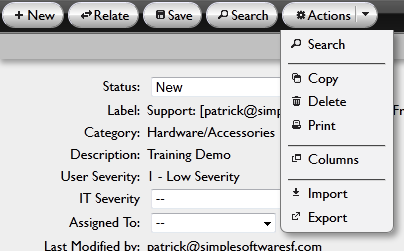 New Relate Save Search Actions
Search
Copy
Delete
Print
Columns
Import
Export
Status: New
Label: Support: [patrick@simp Fr
Category: Hardware/Accessories
Description: Training Demo
User Severity: 1 - Low Severity
IT Severity --
Assigned To: --
Last Modified by: patrick@simplesoftwaresf.com